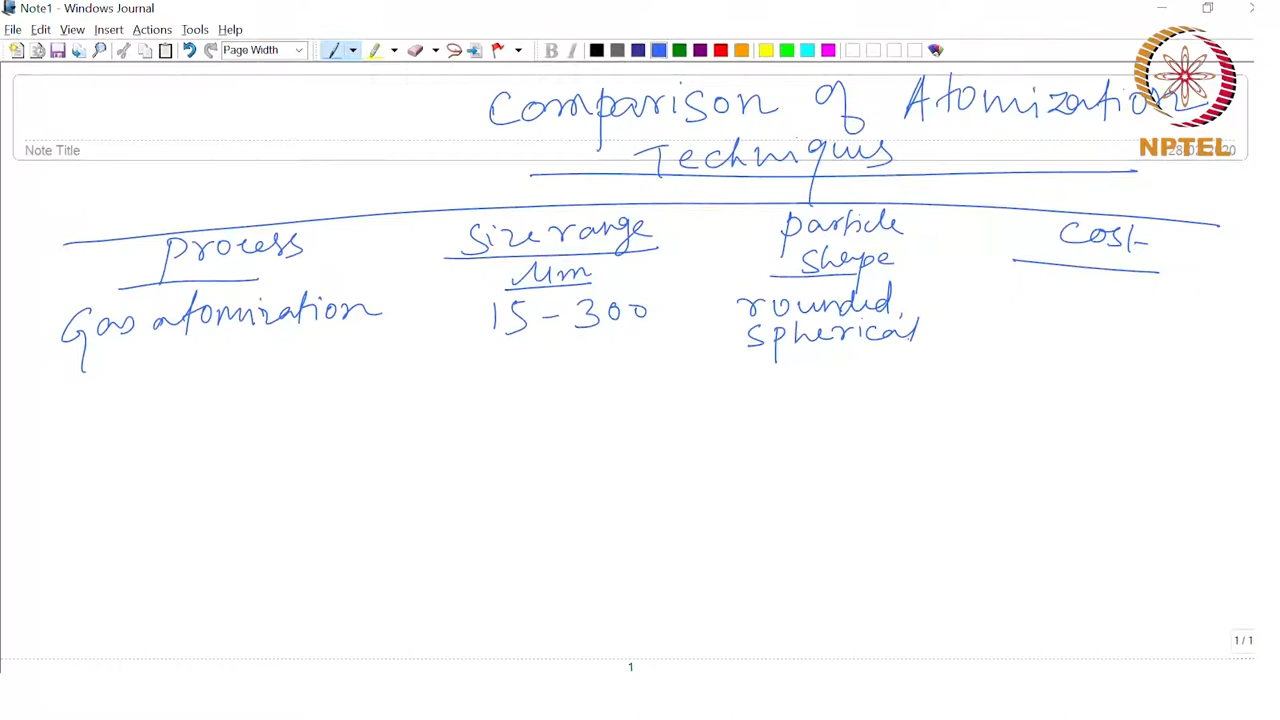 Note1 - Windows Journal
File Edit View Insert Actions Tools Help
Page Width
B I
Comparison of Atomization
Techniques
Note Title
NPTEL
Process
Size range
Particle
Shape
Cost
μm
Gas atomization
15 - 300
rounded,
spherical
1 / 1
1